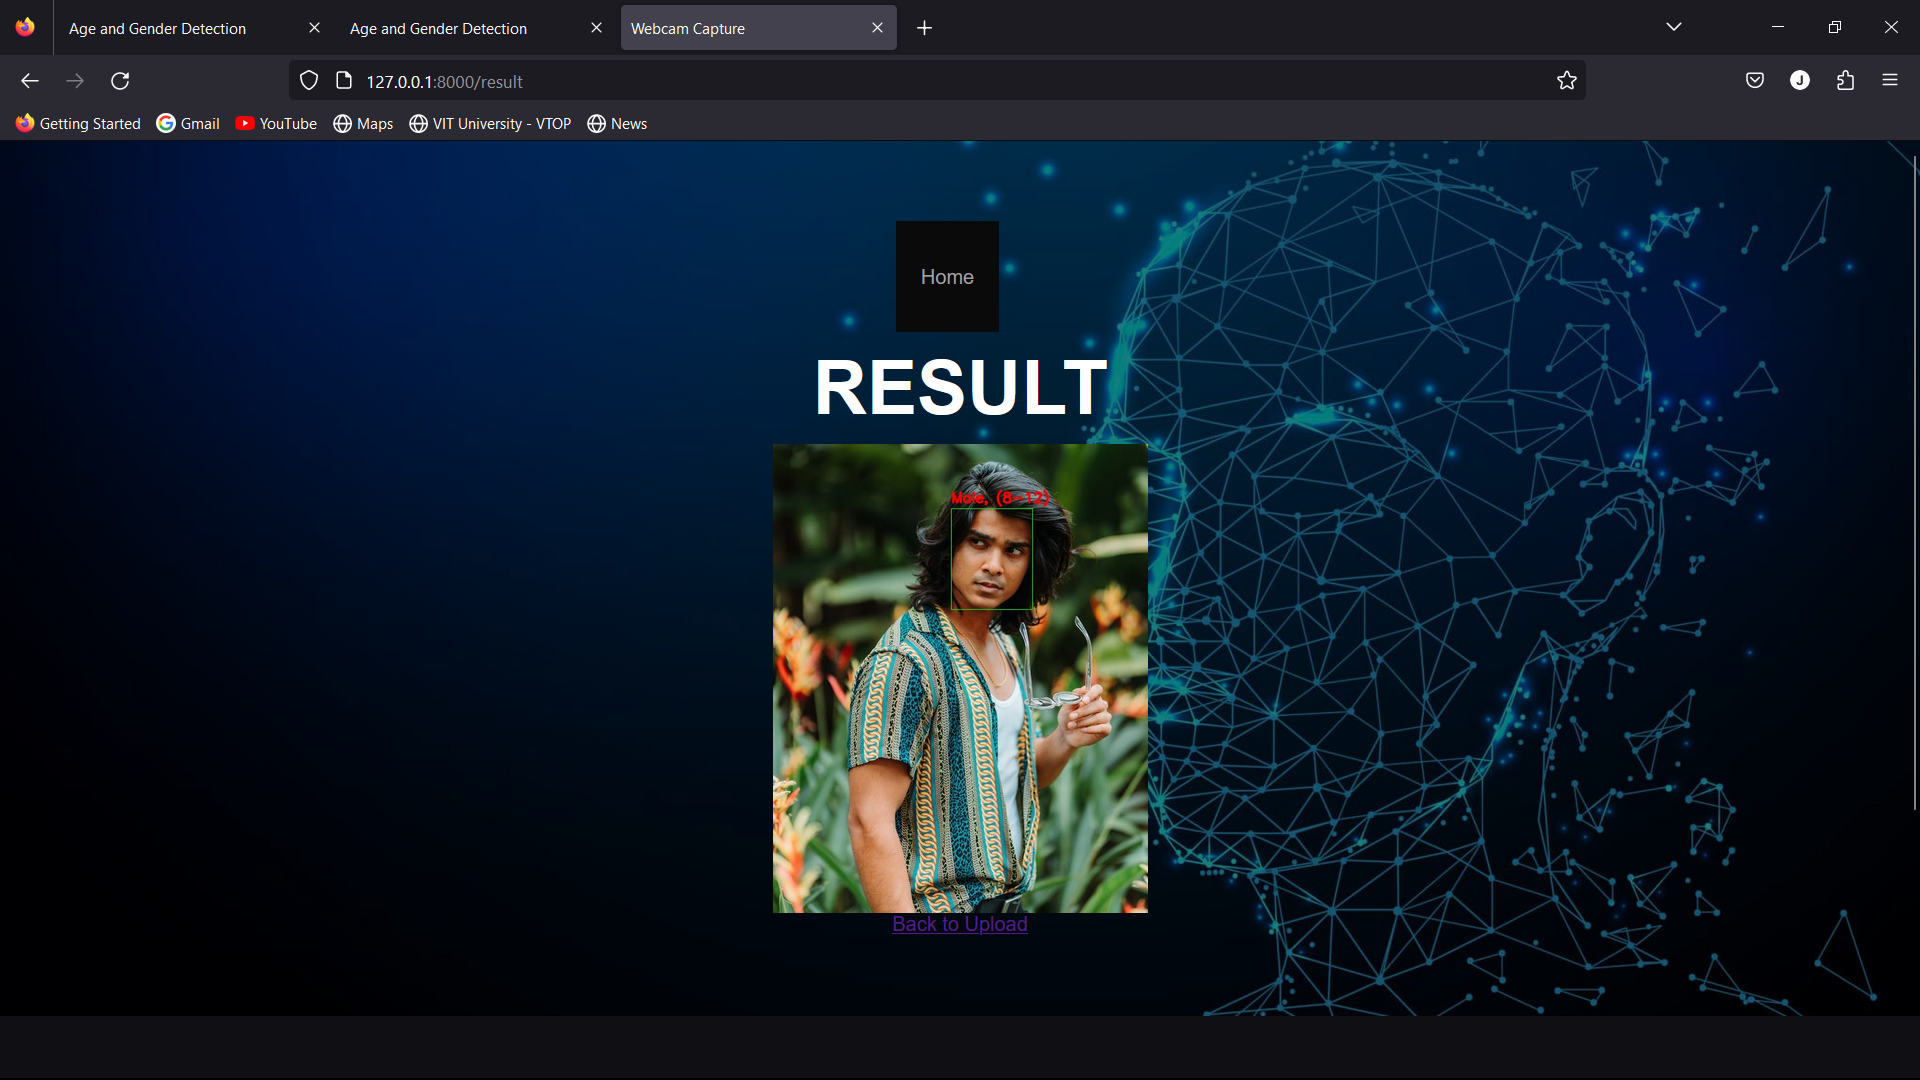 Age and Gender Detection
Age and Gender Detection
Webcam Capture
127.0.0.1:8000/result
J
Getting Started
Gmail
YouTube
Maps
VIT University - VTOP
News
Home
RESULT
Male, (8-12)
Back to Upload